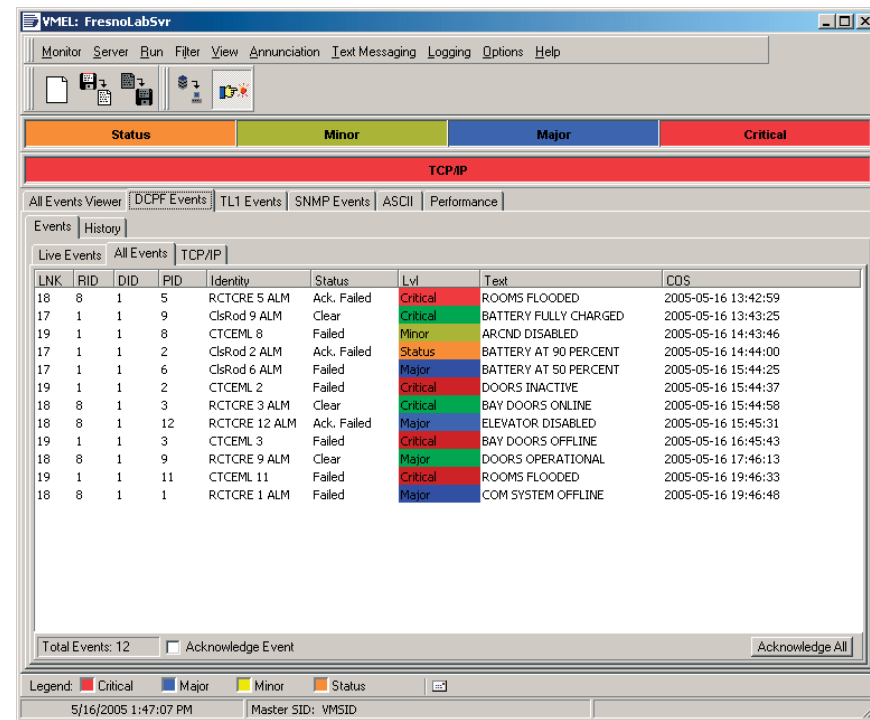 VMEL: FresnoLabSvr
Monitor Server Run Filter View Annunciation Text Messaging Logging Options Help
Status Minor Major Critical
TCP/IP
All Events Viewer DCPF Events TL1 Events SNMP Events ASCII Performance
Events History
Live Events All Events TCP/IP
LNK RID DID PID Identity Status Lvl Text COS
18 8 1 5 RCTCRE 5 ALM Ack. Failed Critical ROOMS FLOODED 2005-05-16 13:42:59
17 1 1 9 ClsRod 9 ALM Clear Critical BATTERY FULLY CHARGED 2005-05-16 13:43:25
19 1 1 8 CTCEML 8 Failed Minor ARCND DISABLED 2005-05-16 14:43:46
17 1 1 2 ClsRod 2 ALM Ack. Failed Status BATTERY AT 90 PERCENT 2005-05-16 14:44:00
17 1 1 6 ClsRod 6 ALM Failed Major BATTERY AT 50 PERCENT 2005-05-16 15:44:25
19 1 1 2 CTCEML 2 Failed Critical DOORS INACTIVE 2005-05-16 15:44:37
18 8 1 3 RCTCRE 3 ALM Clear Critical BAY DOORS ONLINE 2005-05-16 15:44:58
18 8 1 12 RCTCRE 12 ALM Ack. Failed Major ELEVATOR DISABLED 2005-05-16 15:45:31
19 1 1 3 CTCEML 3 Failed Critical BAY DOORS OFFLINE 2005-05-16 16:45:43
18 8 1 9 RCTCRE 9 ALM Clear Major DOORS OPERATIONAL 2005-05-16 17:46:13
19 1 1 11 CTCEML 11 Failed Critical ROOMS FLOODED 2005-05-16 19:46:33
18 8 1 1 RCTCRE 1 ALM Failed Major COM SYSTEM OFFLINE 2005-05-16 19:46:48
Total Events: 12 Acknowledge Event Acknowledge All
Legend: Critical Major Minor Status
5/16/2005 1:47:07 PM Master SID: VMSID